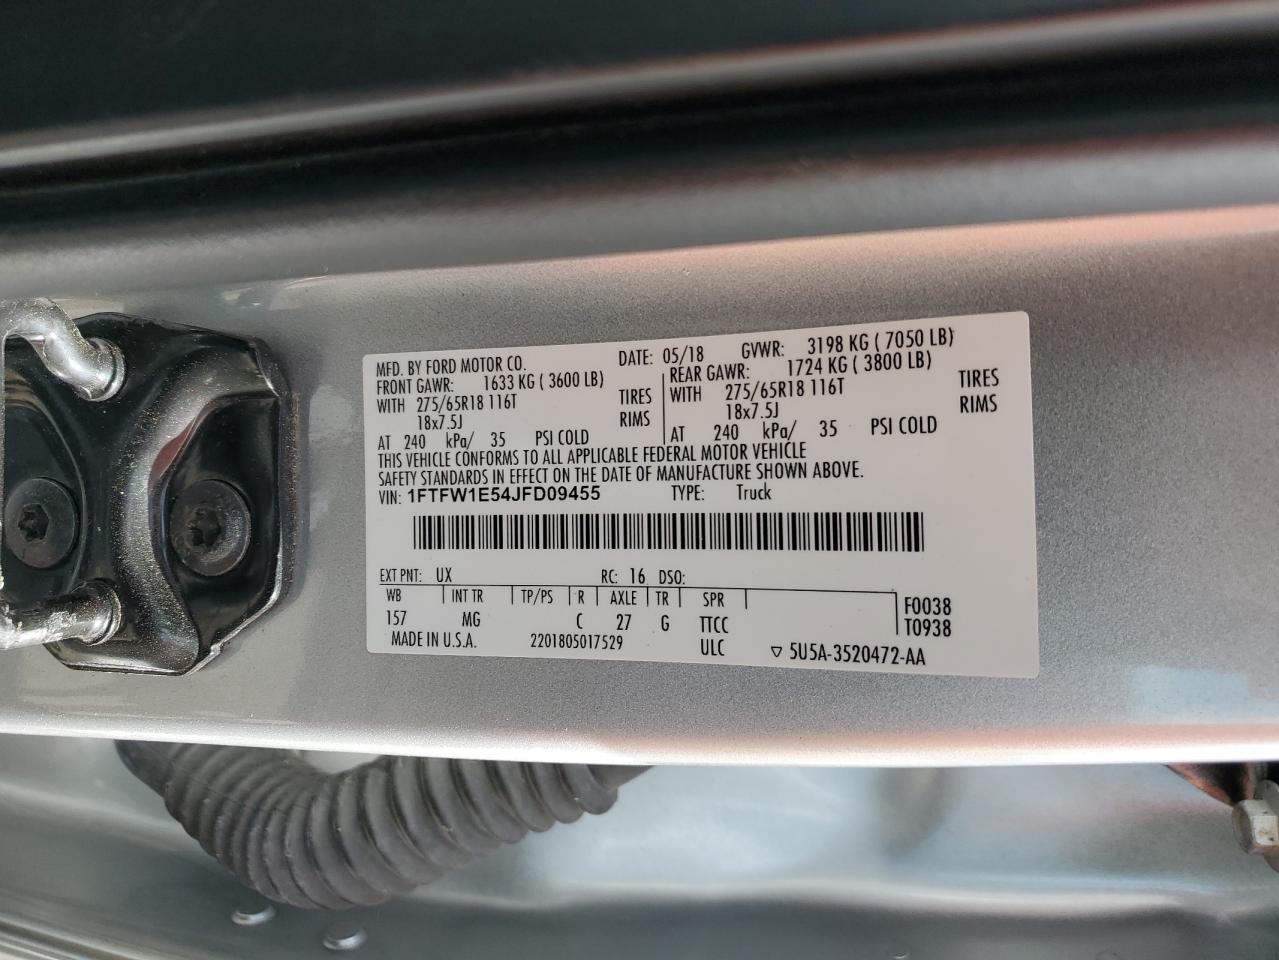 MFD. BY FORD MOTOR CO. DATE: 05/18 GVWR: 3198 KG ( 7050 LB)
FRONT GAWR: 1633 KG ( 3600 LB) REAR GAWR: 1724 KG ( 3800 LB)
WITH 275/65R18 116T TIRES WITH 275/65R18 116T TIRES
18x7.5J RIMS 18x7.5J RIMS
AT 240 kPa/ 35 PSI COLD AT 240 kPa/ 35 PSI COLD
THIS VEHICLE CONFORMS TO ALL APPLICABLE FEDERAL MOTOR VEHICLE
SAFETY STANDARDS IN EFFECT ON THE DATE OF MANUFACTURE SHOWN ABOVE.
VIN: 1FTFW1E54JFD09455 TYPE: Truck
EXT PNT: UX RC: 16 DSO:
WB INT TR TP/PS R AXLE TR SPR F0038
157 MG C 27 G TTCC T0938
MADE IN U.S.A. 2201805017529 ULC ▽ 5U5A-3520472-AA